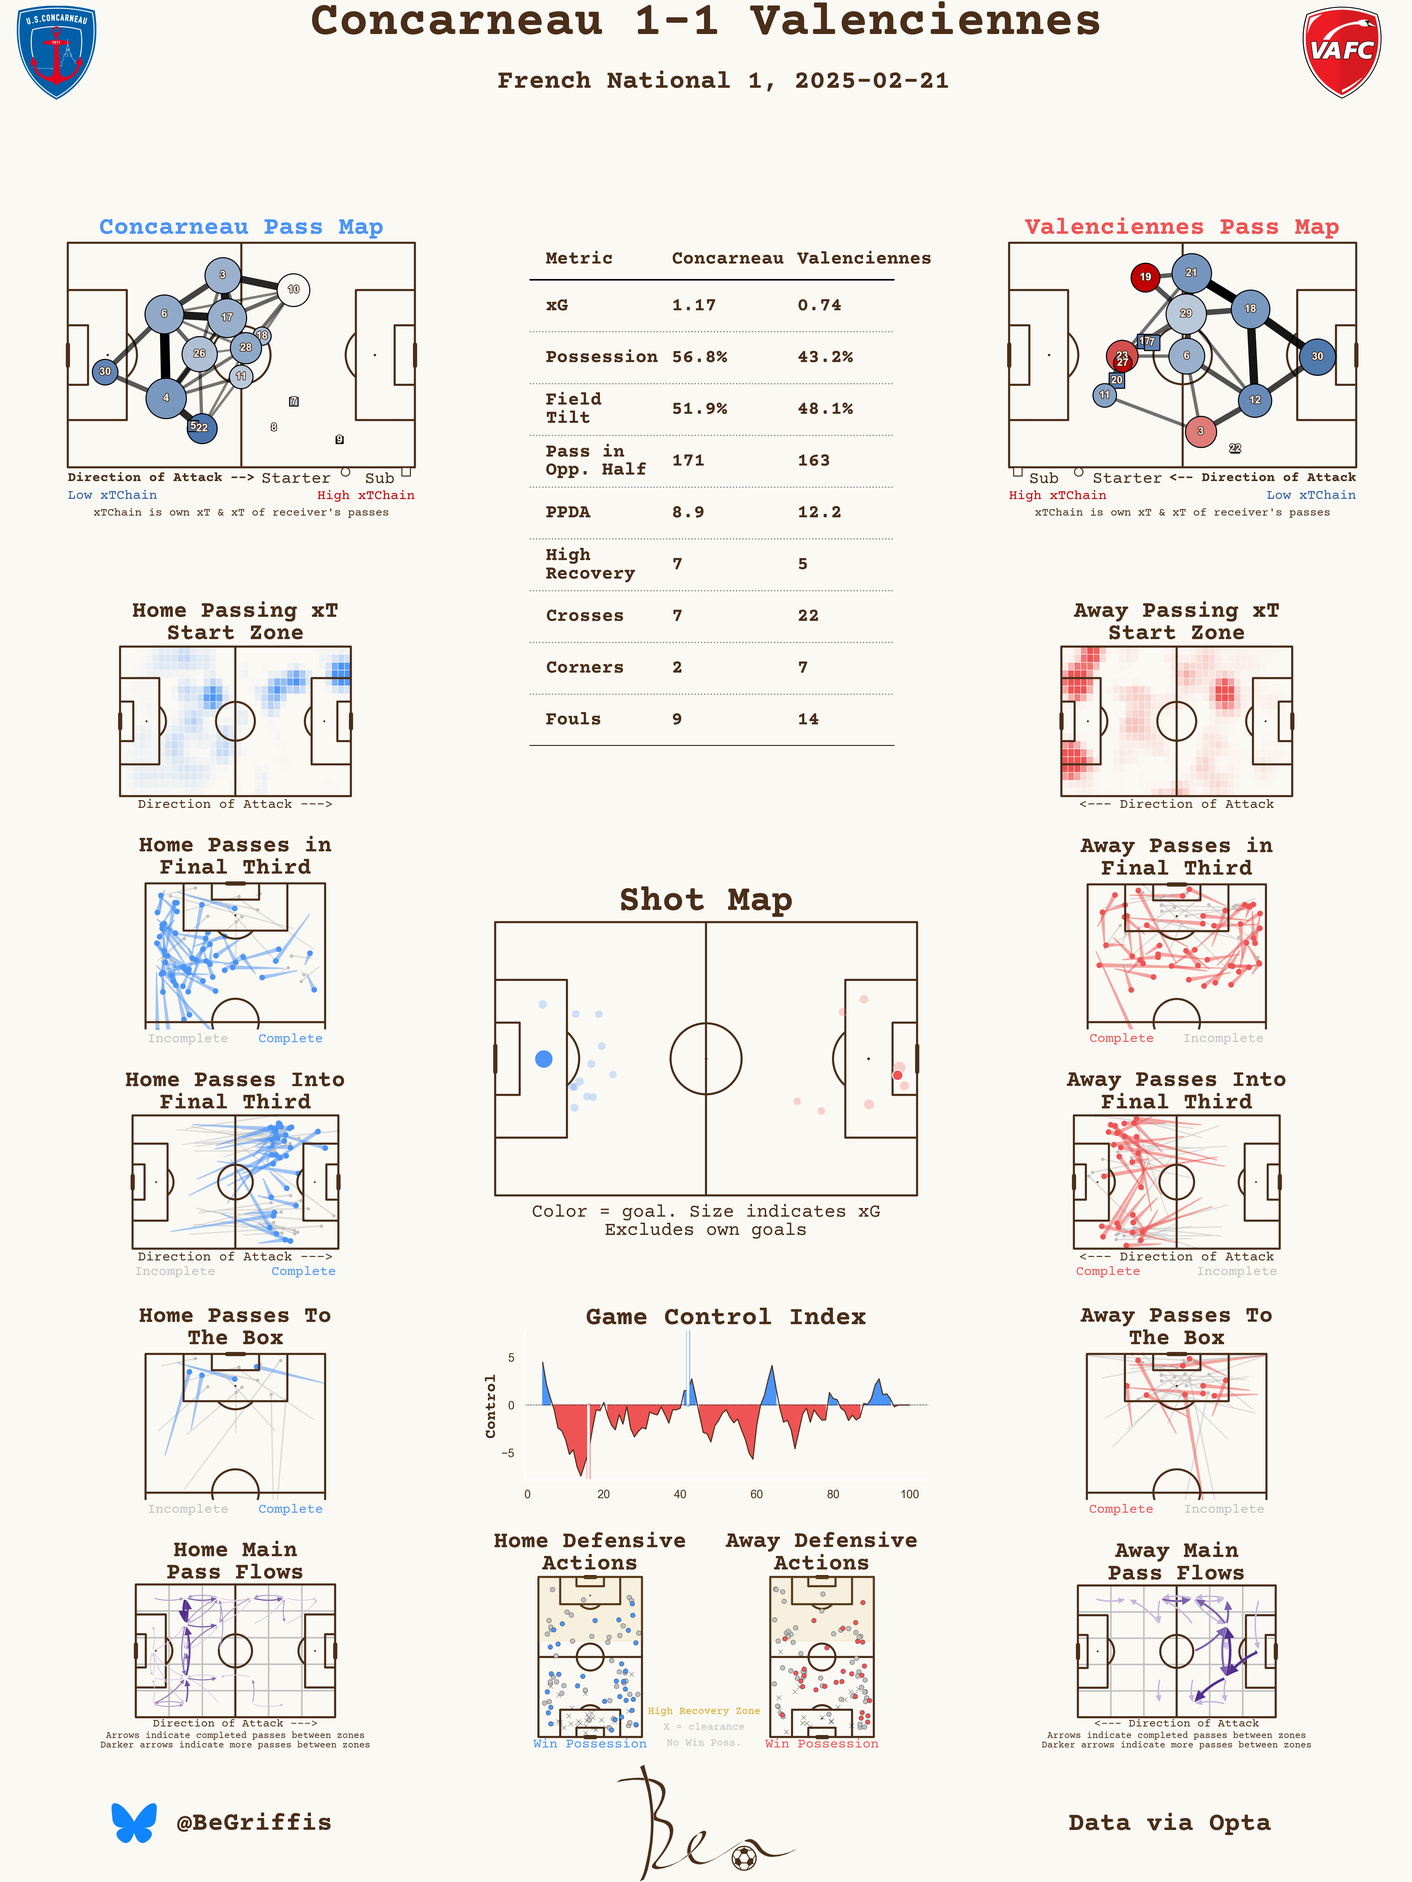 Concarneau 1-1 Valenciennes
French National 1, 2025-02-21
U.S.CONCARNEAU
1911
VAFC
Concarneau Pass Map
3
10
6
17
18
28
26
30
11
4
7
5
22
8
9
Direction of Attack --> Starter Sub
Low xTChain High xTChain
xTChain is own xT & xT of receiver's passes
Metric Concarneau Valenciennes
xG 1.17 0.74
Possession 56.8% 43.2%
Field
Tilt 51.9% 48.1%
Pass in
Opp. Half 171 163
PPDA 8.9 12.2
High
Recovery 7 5
Crosses 7 22
Corners 2 7
Fouls 9 14
Valenciennes Pass Map
19
21
29
18
17
7
23
27
6
30
20
11
12
3
22
Sub Starter <-- Direction of Attack
High xTChain Low xTChain
xTChain is own xT & xT of receiver's passes
Home Passing xT
Start Zone
Direction of Attack --->
Away Passing xT
Start Zone
<--- Direction of Attack
Home Passes in
Final Third
Incomplete Complete
Away Passes in
Final Third
Complete Incomplete
Shot Map
Color = goal. Size indicates xG
Excludes own goals
Home Passes Into
Final Third
Direction of Attack --->
Incomplete Complete
Away Passes Into
Final Third
<--- Direction of Attack
Complete Incomplete
Home Passes To
The Box
Incomplete Complete
Game Control Index
Control
5
0
−5
0 20 40 60 80 100
Away Passes To
The Box
Complete Incomplete
Home Main
Pass Flows
Direction of Attack --->
Arrows indicate completed passes between zones
Darker arrows indicate more passes between zones
Home Defensive
Actions
Win Possession
High Recovery Zone
X = clearance
No Win Poss.
Away Defensive
Actions
Win Possession
Away Main
Pass Flows
<--- Direction of Attack
Arrows indicate completed passes between zones
Darker arrows indicate more passes between zones
@BeGriffis
Ben
Data via Opta